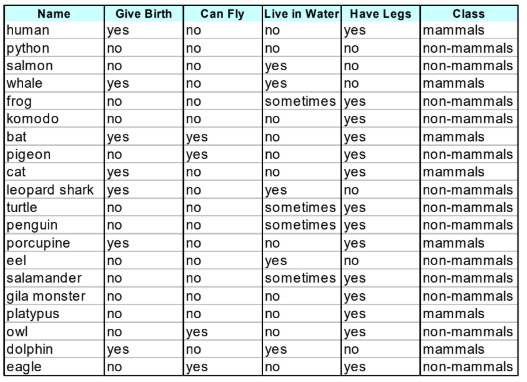 Name Give Birth Can Fly Live in Water Have Legs Class
human yes no no yes mammals
python no no no no non-mammals
salmon no no yes no non-mammals
whale yes no yes no mammals
frog no no sometimes yes non-mammals
komodo no no no yes non-mammals
bat yes yes no yes mammals
pigeon no yes no yes non-mammals
cat yes no no yes mammals
leopard shark yes no yes no non-mammals
turtle no no sometimes yes non-mammals
penguin no no sometimes yes non-mammals
porcupine yes no no yes mammals
eel no no yes no non-mammals
salamander no no sometimes yes non-mammals
gila monster no no no yes non-mammals
platypus no no no yes mammals
owl no yes no yes non-mammals
dolphin yes no yes no mammals
eagle no yes no yes non-mammals